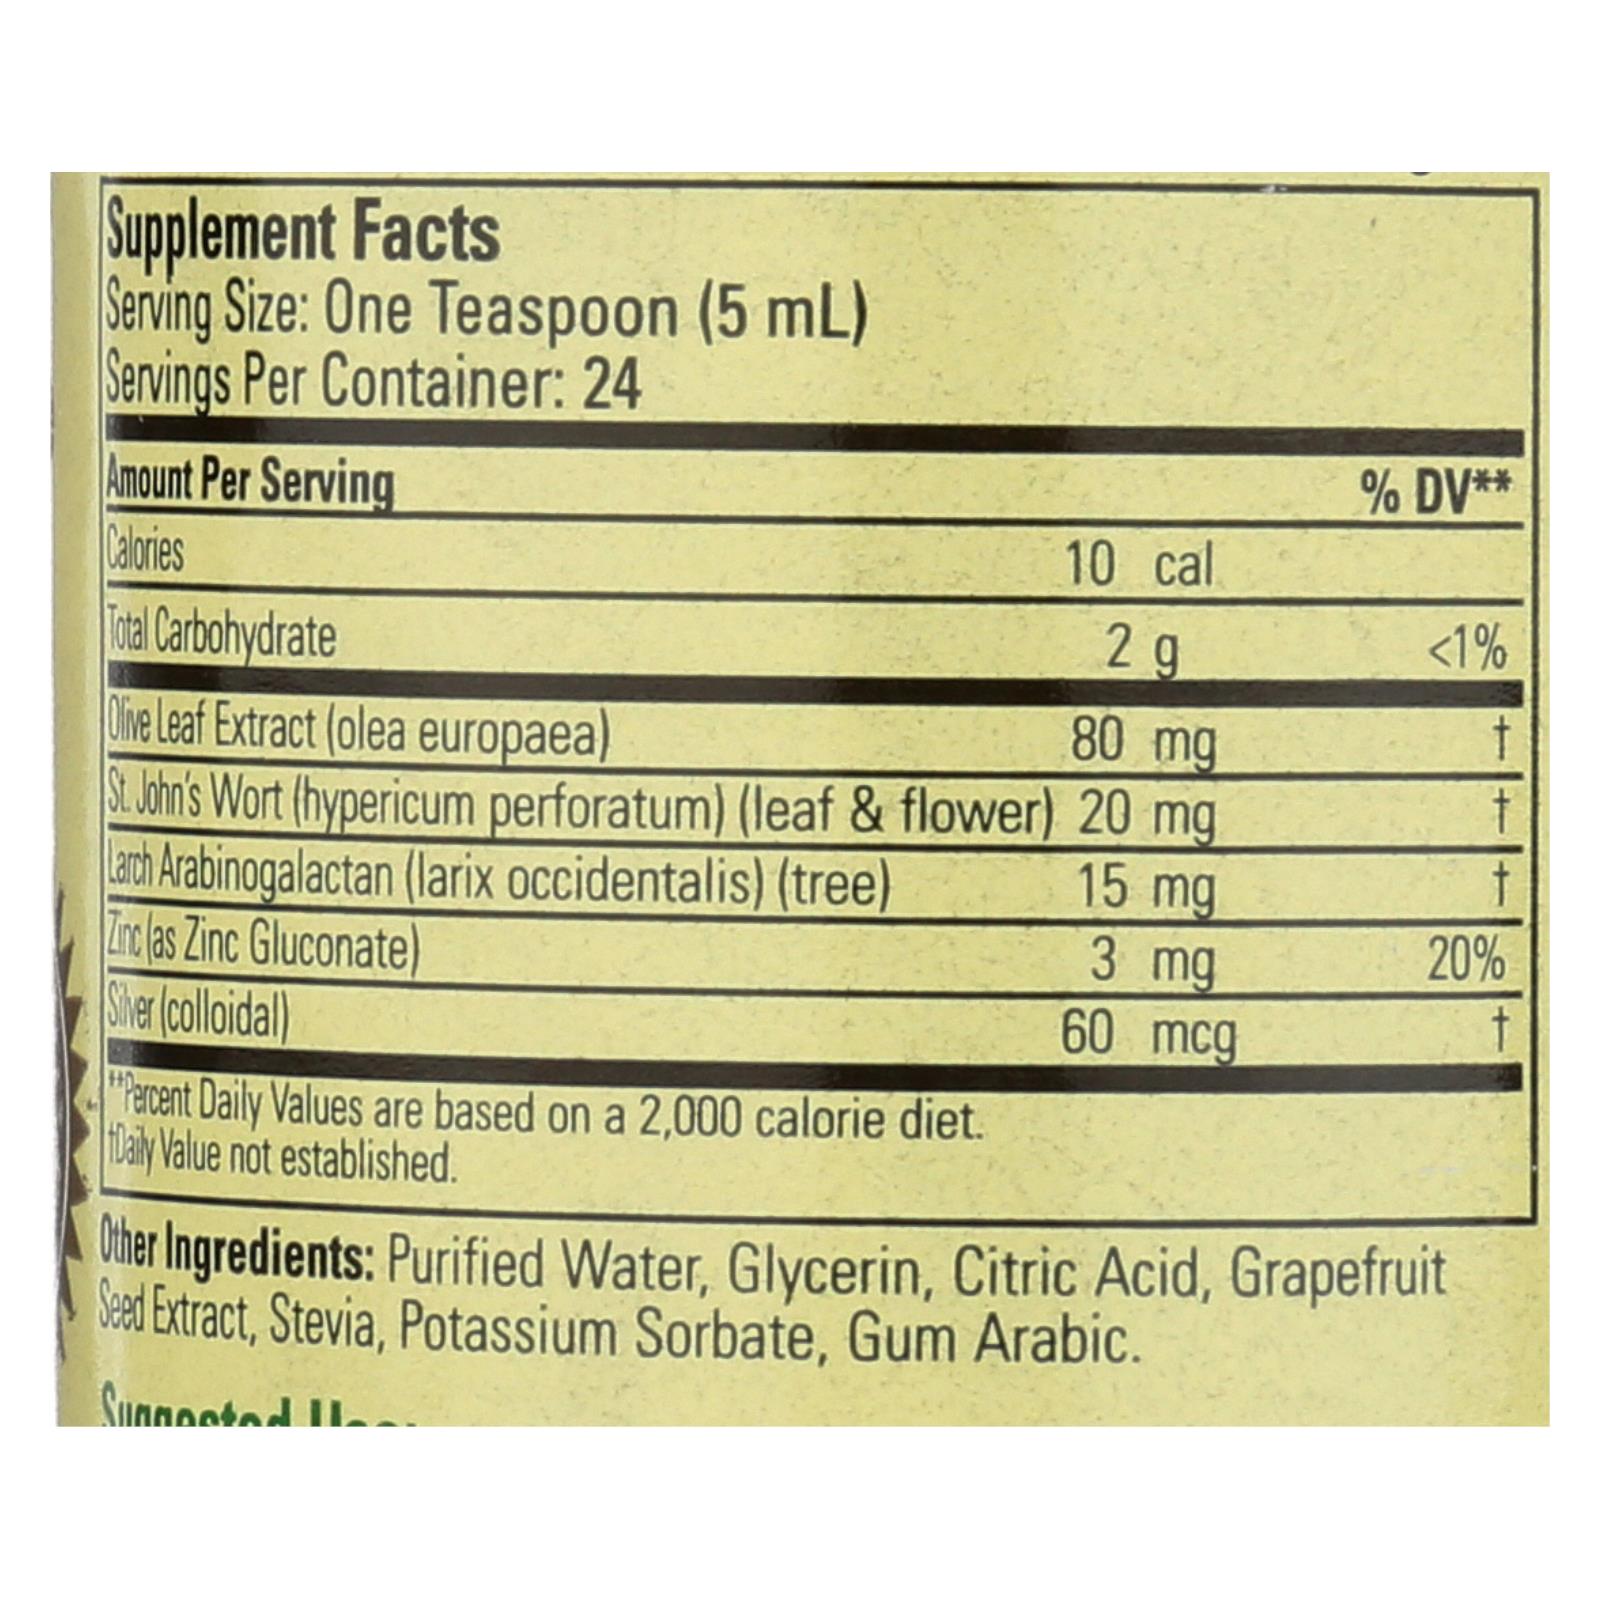 Supplement Facts
Serving Size: One Teaspoon (5 mL)
Servings Per Container: 24
Amount Per Serving % DV**
Calories 10 cal
Total Carbohydrate 2 g <1%
Olive Leaf Extract (olea europaea) 80 mg †
St. John's Wort (hypericum perforatum) (leaf & flower) 20 mg †
Larch Arabinogalactan (larix occidentalis) (tree) 15 mg †
Zinc (as Zinc Gluconate) 3 mg 20%
Silver (colloidal) 60 mcg †
**Percent Daily Values are based on a 2,000 calorie diet.
†Daily Value not established.
Other Ingredients: Purified Water, Glycerin, Citric Acid, Grapefruit
Seed Extract, Stevia, Potassium Sorbate, Gum Arabic.
Suggested Use: